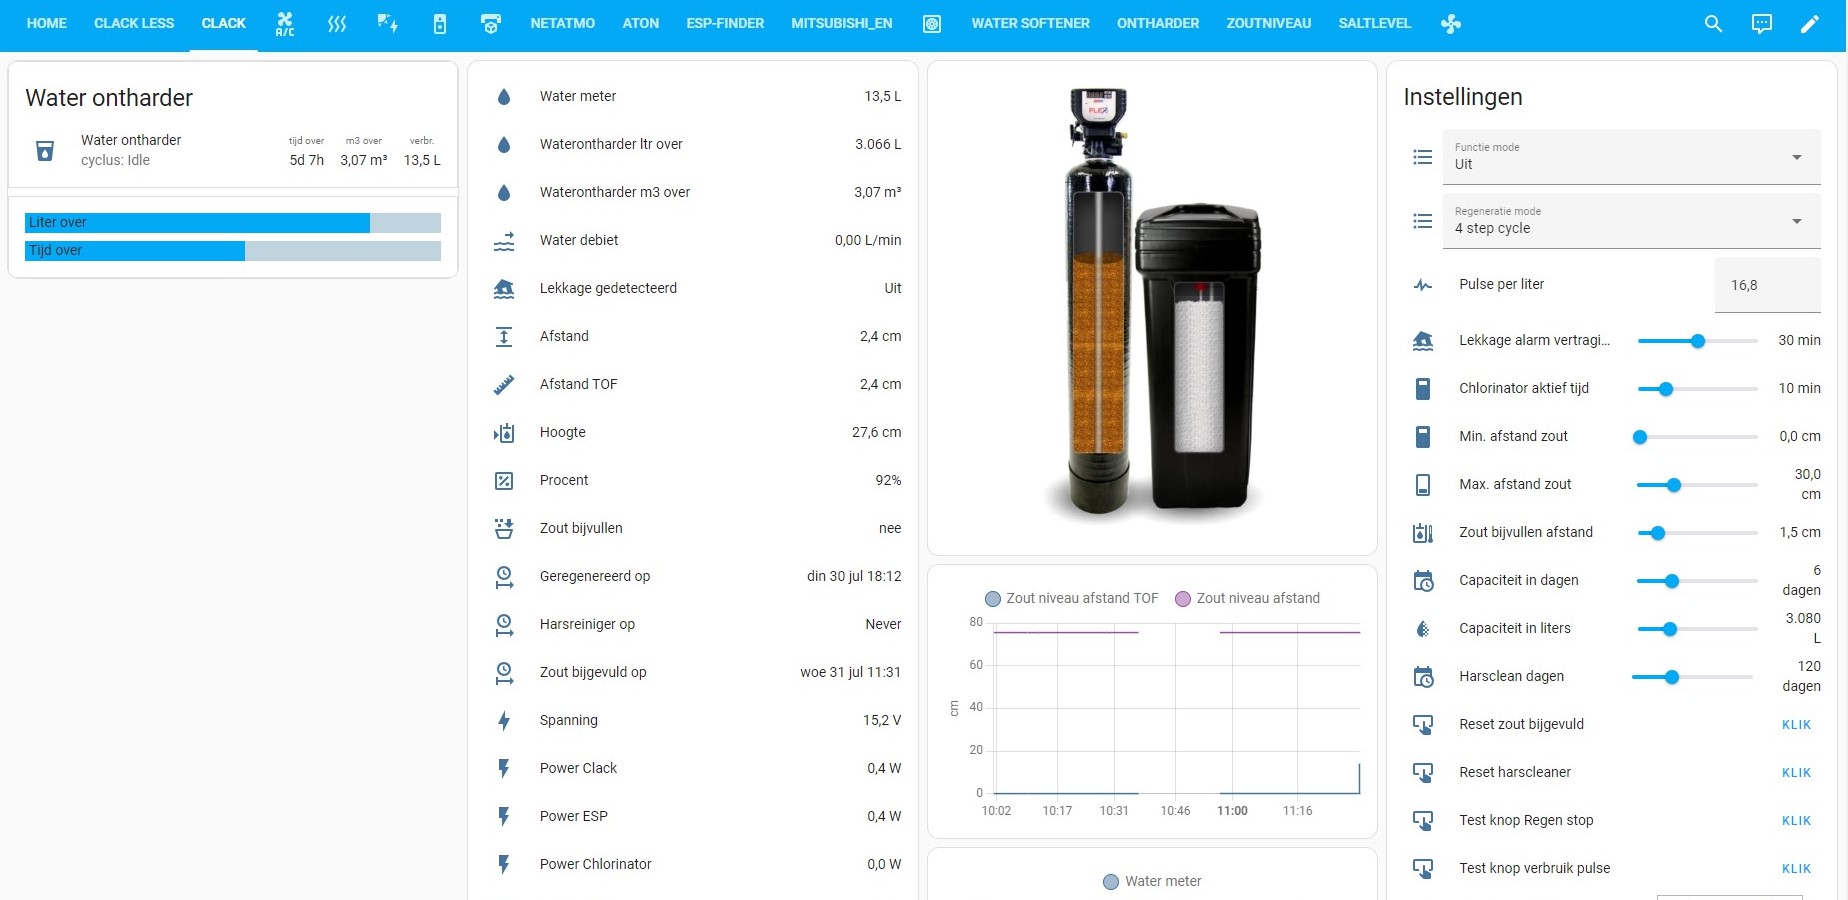 HOME CLACK LESS CLACK A/C NETATMO ATON ESP-FINDER MITSUBISHI_EN WATER SOFTENER ONTHARDER ZOUTNIVEAU SALTLEVEL
Water ontharder
Water ontharder
cyclus: Idle
tijd over m3 over verbr.
5d 7h 3,07 m³ 13,5 L
Liter over
Tijd over
Water meter 13,5 L
Waterontharder ltr over 3.066 L
Waterontharder m3 over 3,07 m³
Water debiet 0,00 L/min
Lekkage gedetecteerd Uit
Afstand 2,4 cm
Afstand TOF 2,4 cm
Hoogte 27,6 cm
Procent 92%
Zout bijvullen nee
Geregenereerd op din 30 jul 18:12
Harsreiniger op Never
Zout bijgevuld op woe 31 jul 11:31
Spanning 15,2 V
Power Clack 0,4 W
Power ESP 0,4 W
Power Chlorinator 0,0 W
FLEX
Zout niveau afstand TOF Zout niveau afstand
80
60
40
20
0
cm
10:02 10:17 10:31 10:46 11:00 11:16
Water meter
Instellingen
Functie mode
Uit
Regeneratie mode
4 step cycle
Pulse per liter 16,8
Lekkage alarm vertragi... 30 min
Chlorinator aktief tijd 10 min
Min. afstand zout 0,0 cm
Max. afstand zout 30,0
cm
Zout bijvullen afstand 1,5 cm
Capaciteit in dagen 6
dagen
Capaciteit in liters 3.080
L
Harsclean dagen 120
dagen
Reset zout bijgevuld KLIK
Reset harscleaner KLIK
Test knop Regen stop KLIK
Test knop verbruik pulse KLIK